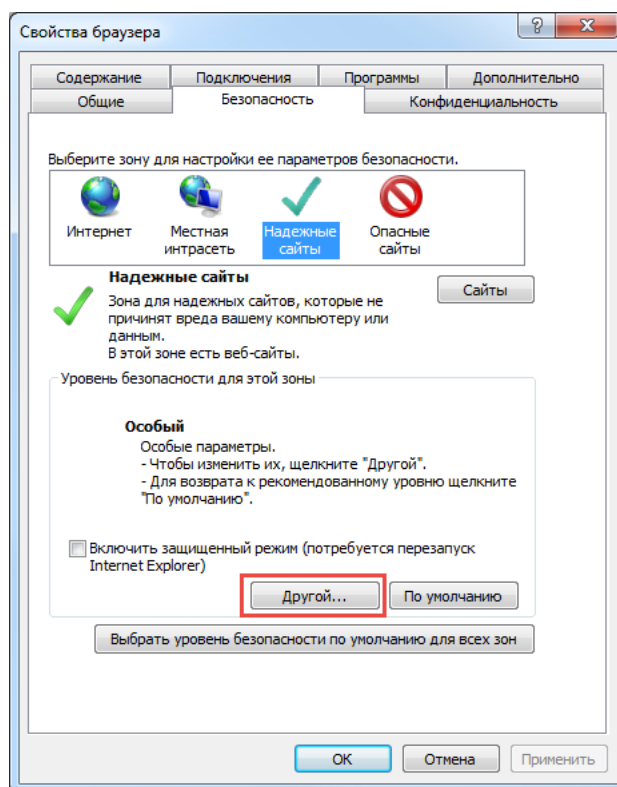 Свойства браузера
Содержание Подключения Программы Дополнительно
Общие Безопасность Конфиденциальность
Выберите зону для настройки ее параметров безопасности.
Интернет Местная интрасеть Надежные сайты Опасные сайты
Надежные сайты
Сайты
Зона для надежных сайтов, которые не
причинят вреда вашему компьютеру или
данным.
В этой зоне есть веб-сайты.
Уровень безопасности для этой зоны
Особый
Особые параметры.
- Чтобы изменить их, щелкните "Другой".
- Для возврата к рекомендованному уровню щелкните
"По умолчанию".
Включить защищенный режим (потребуется перезапуск
Internet Explorer)
Другой... По умолчанию
Выбрать уровень безопасности по умолчанию для всех зон
ОК Отмена Применить